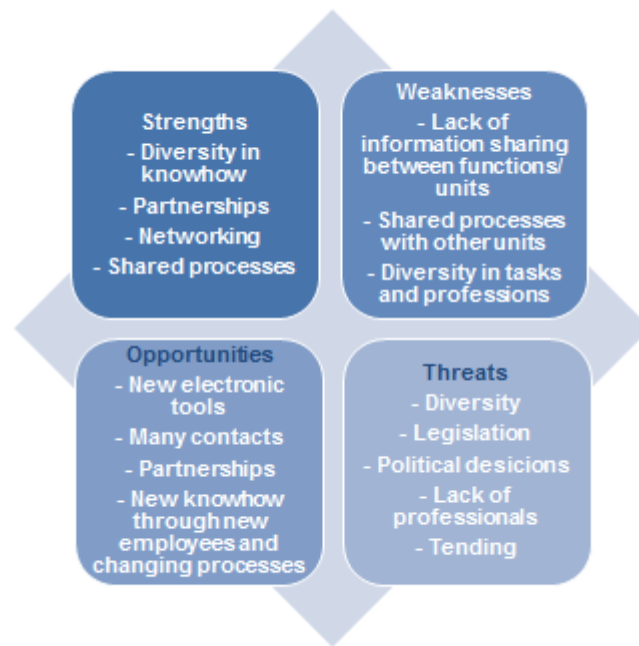 Strengths
- Diversity in
knowhow
- Partnerships
- Networking
- Shared processes
Weaknesses
- Lack of
information sharing
between functions/
units
- Shared processes
with other units
- Diversity in tasks
and professions
Opportunities
- New electronic
tools
- Many contacts
- Partnerships
- New knowhow
through new
employees and
changing processes
Threats
- Diversity
- Legislation
- Political desicions
- Lack of
professionals
- Tending